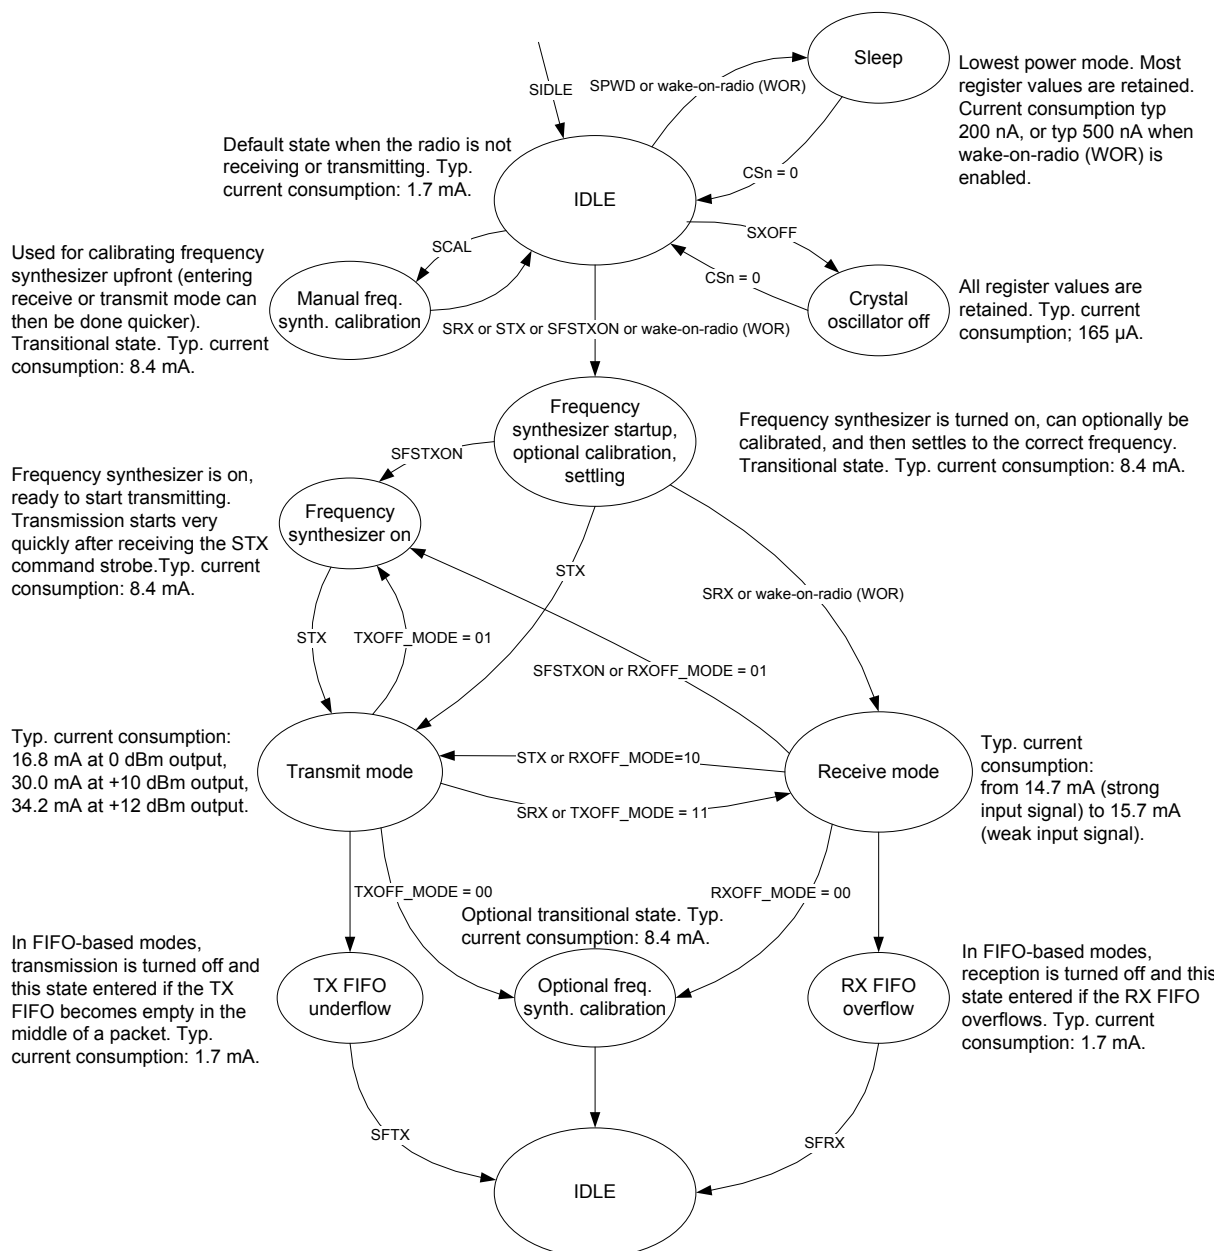 Sleep
Lowest power mode. Most
register values are retained.
Current consumption typ
200 nA, or typ 500 nA when
wake-on-radio (WOR) is
enabled.
SIDLE
SPWD or wake-on-radio (WOR)
Default state when the radio is not
receiving or transmitting. Typ.
current consumption: 1.7 mA.
CSn = 0
IDLE
SXOFF
SCAL
CSn = 0
Used for calibrating frequency
synthesizer upfront (entering
receive or transmit mode can
then be done quicker).
Transitional state. Typ. current
consumption: 8.4 mA.
Manual freq.
synth. calibration
Crystal
oscillator off
All register values are
retained. Typ. current
consumption; 165 µA.
SRX or STX or SFSTXON or wake-on-radio (WOR)
Frequency
synthesizer startup,
optional calibration,
settling
Frequency synthesizer is turned on, can optionally be
calibrated, and then settles to the correct frequency.
Transitional state. Typ. current consumption: 8.4 mA.
SFSTXON
Frequency synthesizer is on,
ready to start transmitting.
Transmission starts very
quickly after receiving the STX
command strobe.Typ. current
consumption: 8.4 mA.
Frequency
synthesizer on
STX
SRX or wake-on-radio (WOR)
STX
TXOFF_MODE = 01
SFSTXON or RXOFF_MODE = 01
Typ. current consumption:
16.8 mA at 0 dBm output,
30.0 mA at +10 dBm output,
34.2 mA at +12 dBm output.
Transmit mode
STX or RXOFF_MODE=10
SRX or TXOFF_MODE = 11
Receive mode
Typ. current
consumption:
from 14.7 mA (strong
input signal) to 15.7 mA
(weak input signal).
TXOFF_MODE = 00
RXOFF_MODE = 00
Optional transitional state. Typ.
current consumption: 8.4 mA.
In FIFO-based modes,
transmission is turned off and
this state entered if the TX
FIFO becomes empty in the
middle of a packet. Typ.
current consumption: 1.7 mA.
TX FIFO
underflow
Optional freq.
synth. calibration
RX FIFO
overflow
In FIFO-based modes,
reception is turned off and this
state entered if the RX FIFO
overflows. Typ. current
consumption: 1.7 mA.
SFTX
SFRX
IDLE